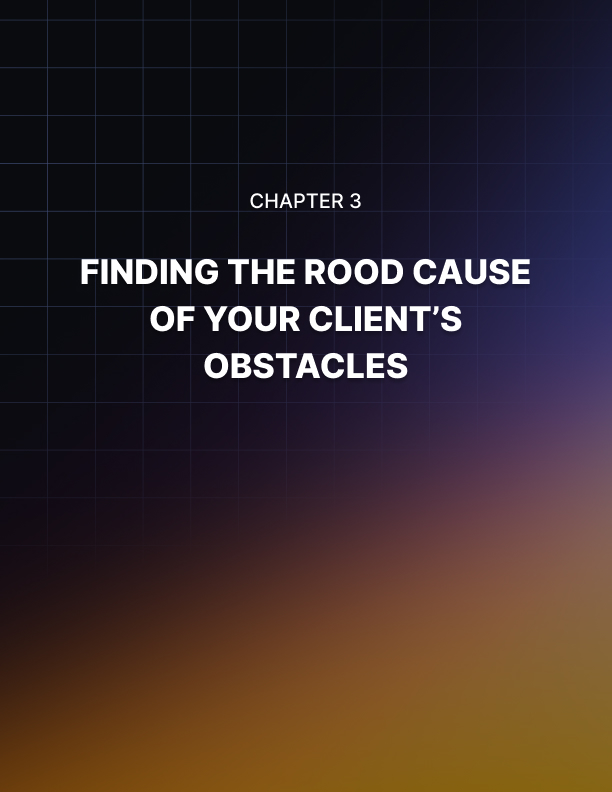 CHAPTER 3
FINDING THE ROOD CAUSE
OF YOUR CLIENT’S
OBSTACLES